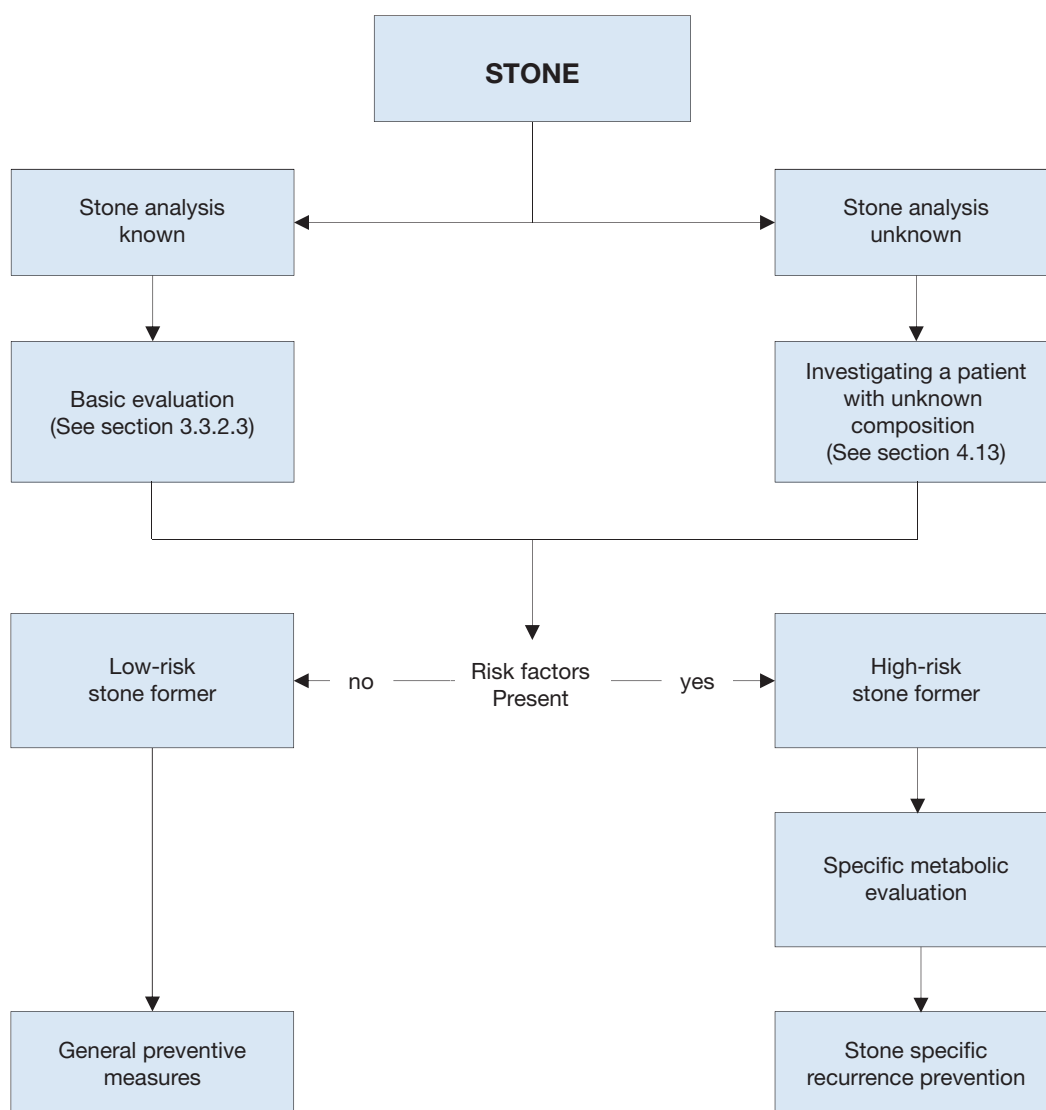 STONE
Stone analysis
known
Stone analysis
unknown
Basic evaluation
(See section 3.3.2.3)
Investigating a patient
with unknown
composition
(See section 4.13)
Low-risk
stone former
no
Risk factors
Present
yes
High-risk
stone former
Specific metabolic
evaluation
General preventive
measures
Stone specific
recurrence prevention